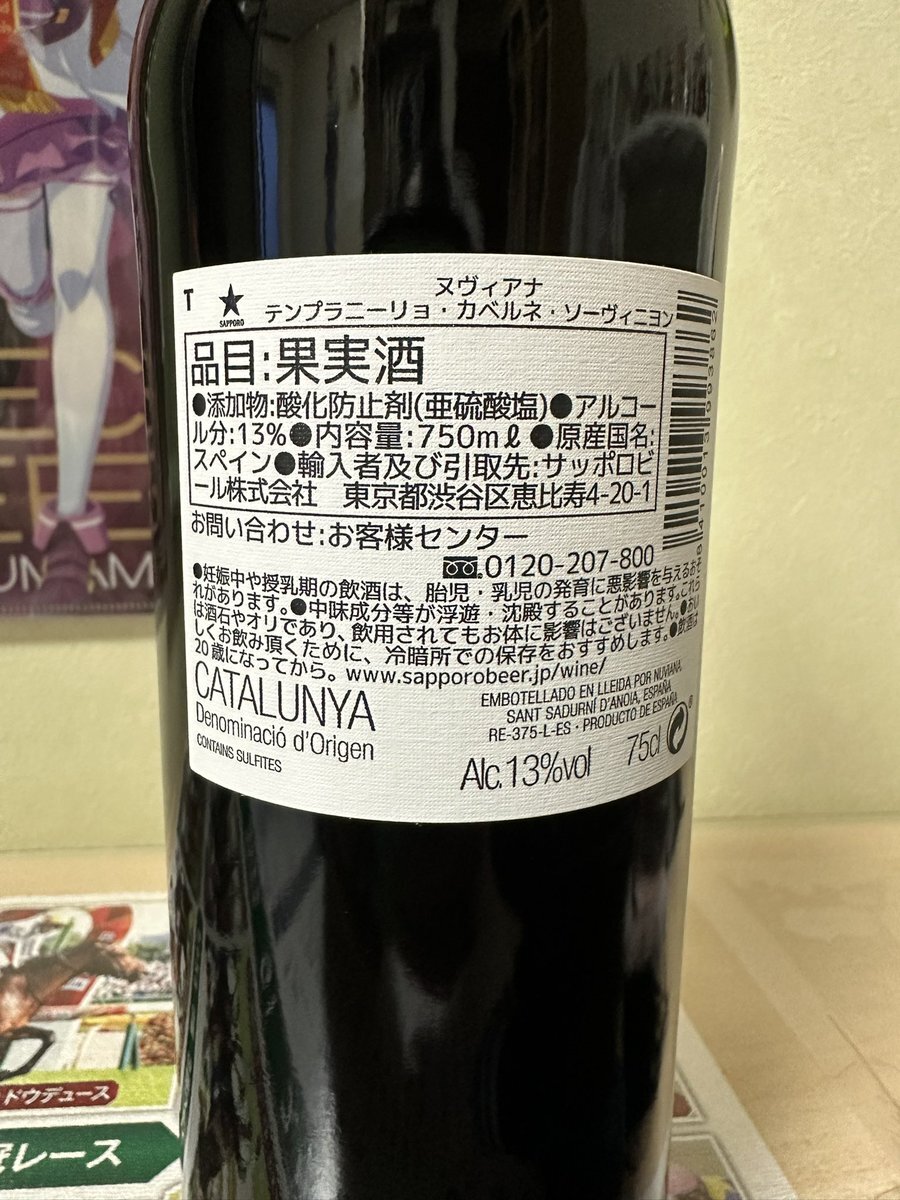 T
SAPPORO
ヌヴィアナ
テンプラニーリョ・カベルネ・ソーヴィニヨン
品目:果実酒
●添加物:酸化防止剤(亜硫酸塩)●アルコー
ル分:13%●内容量:750mℓ ●原産国名:
スペイン●輸入者及び引取先:サッポロビ
ール株式会社 東京都渋谷区恵比寿4-20-1
お問い合わせ:お客様センター
0120-207-800
●妊娠中や授乳期の飲酒は、胎児・乳児の発育に悪影響を与えるおそ
れがあります。●中味成分等が浮遊・沈殿することがあります。これら
は酒石やオリであり、飲用されてもお体に影響はございません。●おい
しくお飲み頂くために、冷暗所での保存をおすすめします。●飲酒は
20歳になってから。www.sapporobeer.jp/wine/
CATALUNYA
Denominació d'Origen
CONTAINS SULFITES
EMBOTELLADO EN LLEIDA POR NUVIANA,
SANT SADURNÍ D'ANOIA, ESPAÑA
RE-375-L-ES · PRODUCTO DE ESPAÑA
Alc.13%vol 75cl
ドウデュース
レース